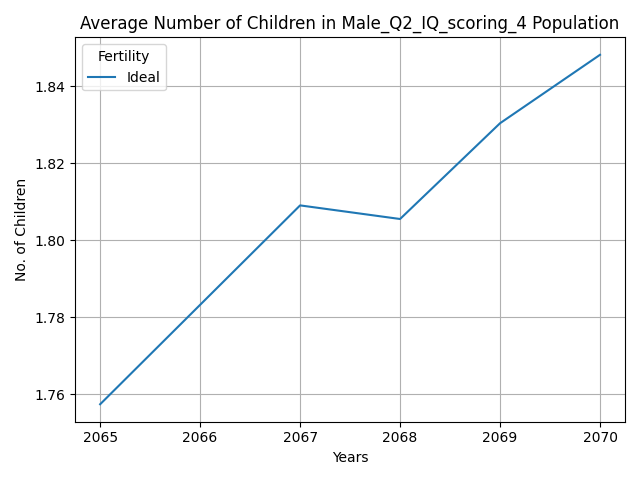 Average Number of Children in Male_Q2_IQ_scoring_4 Population
Fertility
Ideal
1.84
1.82
1.80
1.78
1.76
No. of Children
2065 2066 2067 2068 2069 2070
Years